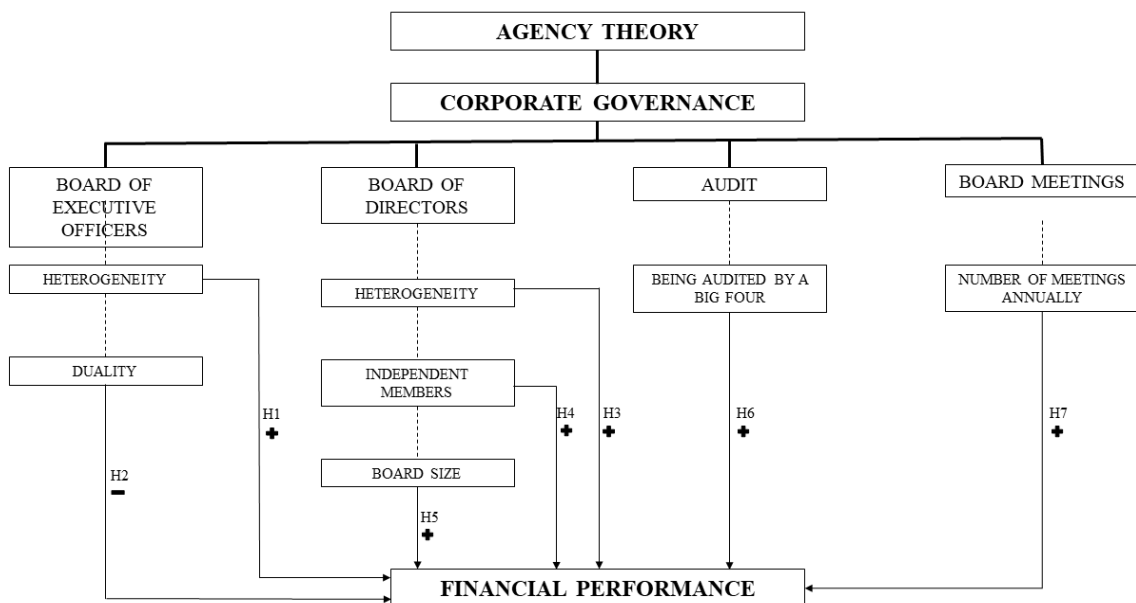 AGENCY THEORY
CORPORATE GOVERNANCE
BOARD OF
EXECUTIVE
OFFICERS
BOARD OF
DIRECTORS
AUDIT
BOARD MEETINGS
HETEROGENEITY
HETEROGENEITY
BEING AUDITED BY A
BIG FOUR
NUMBER OF MEETINGS
ANNUALLY
DUALITY
INDEPENDENT
MEMBERS
H1
+
H4
+
H3
+
H6
+
H7
+
BOARD SIZE
H2
−
H5
+
FINANCIAL PERFORMANCE